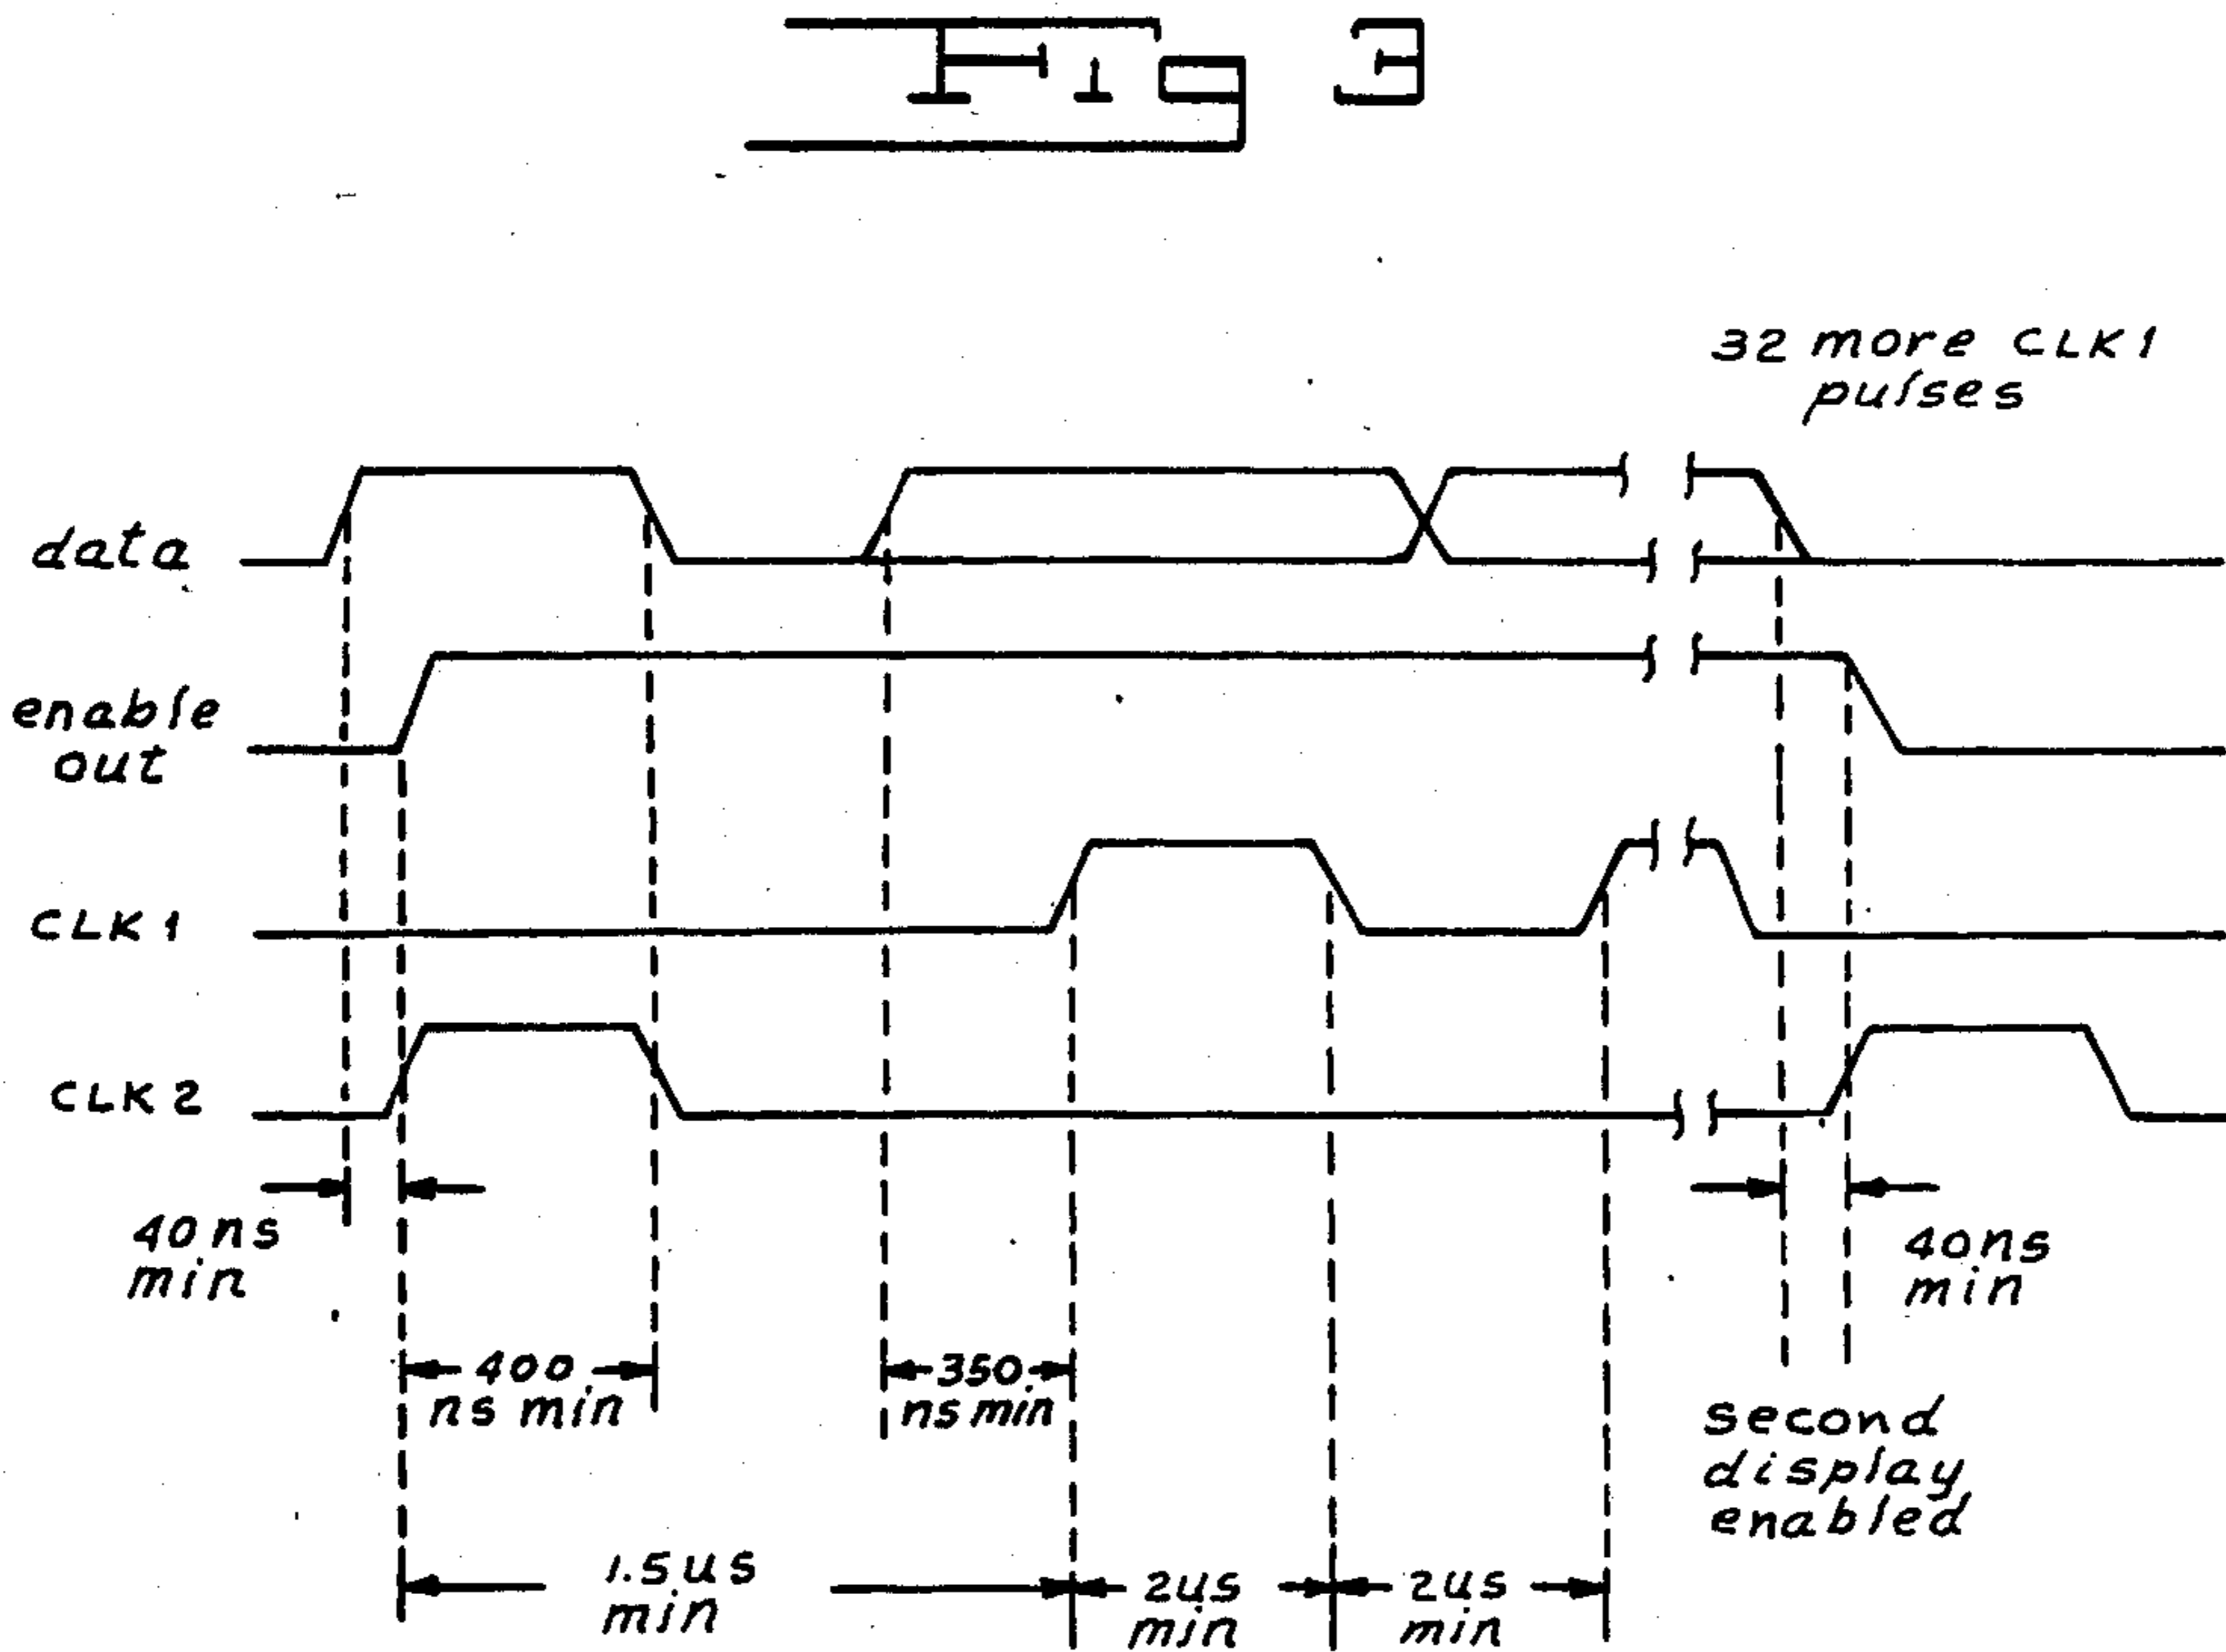 Fig 3
32 more CLK1
pulses
data
enable
out
CLK1
CLK2
40ns
min
40ns
min
400
ns min
350
ns min
second
display
enabled
1.5us
min
2us
min
2us
min